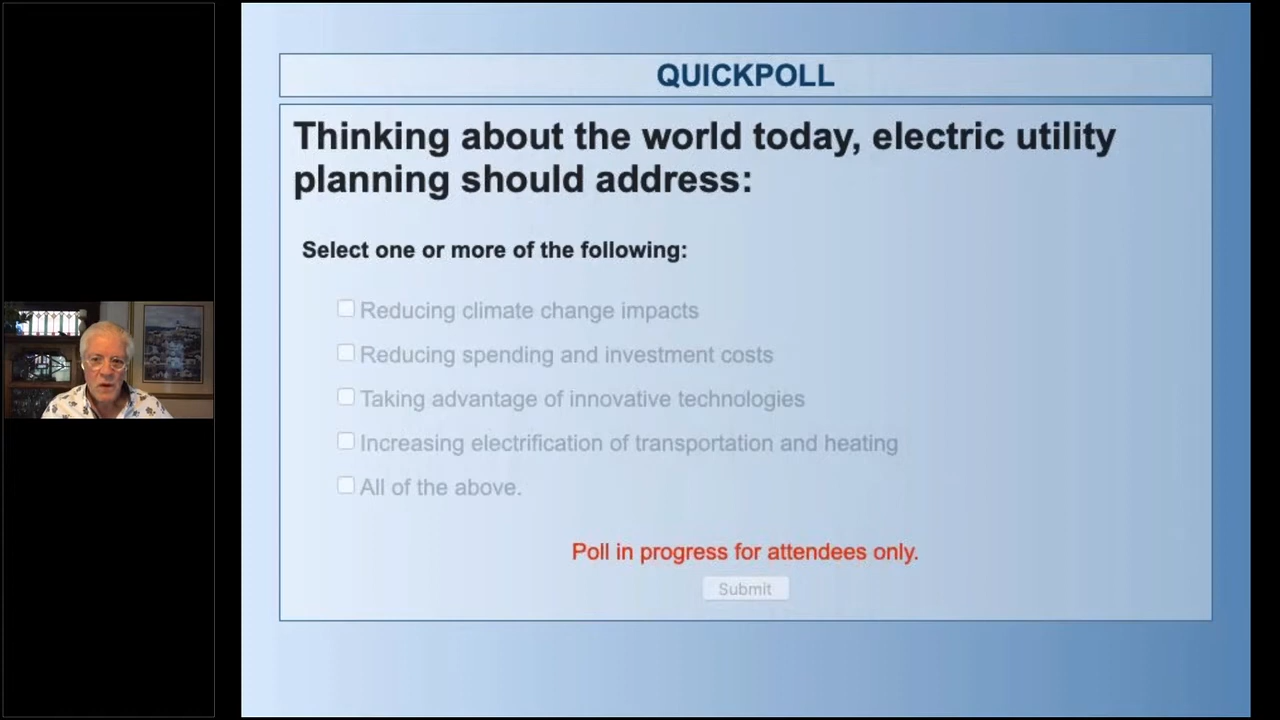 QUICKPOLL
Thinking about the world today, electric utility
planning should address:
Select one or more of the following:
Reducing climate change impacts
Reducing spending and investment costs
Taking advantage of innovative technologies
Increasing electrification of transportation and heating
All of the above.
Poll in progress for attendees only.
Submit